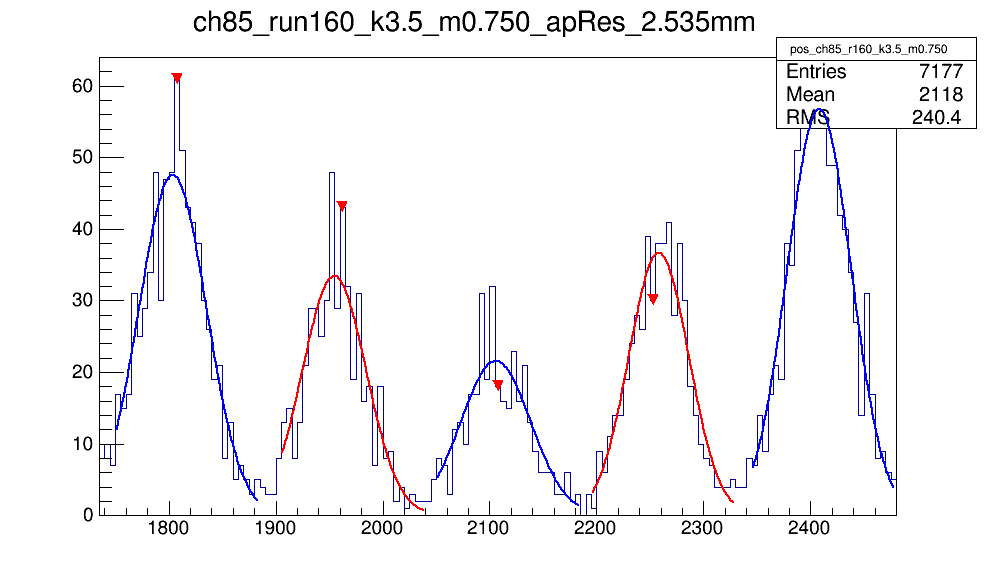 ch85_run160_k3.5_m0.750_apRes_2.535mm
pos_ch85_r160_k3.5_m0.750
Entries 7177
Mean 2118
RMS 240.4
60
50
40
30
20
10
0
1800 1900 2000 2100 2200 2300 2400